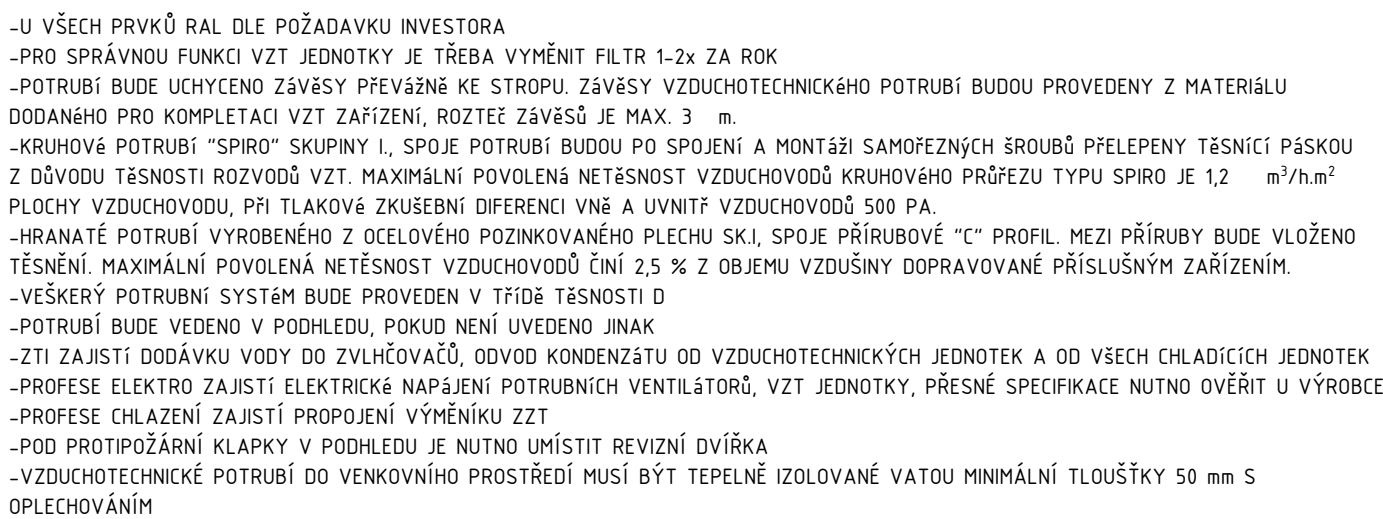 -U VŠECH PRVKŮ RAL DLE POŽADAVKU INVESTORA
-PRO SPRÁVNOU FUNKCI VZT JEDNOTKY JE TŘEBA VYMĚNIT FILTR 1-2x ZA ROK
-POTRUBí BUDE UCHYCENO ZáVěSY PřEVážNě KE STROPU. ZáVěSY VZDUCHOTECHNICKéHO POTRUBí BUDOU PROVEDENY Z MATERIáLU
DODANéHO PRO KOMPLETACI VZT ZAřÍZENí, ROZTEč ZáVěSů JE MAX. 3 m.
-KRUHOVé POTRUBí "SPIRO" SKUPINY I., SPOJE POTRUBí BUDOU PO SPOJENí A MONTážI SAMOřEZNýCH šROUBů PřELEPENY TěSNíCí PáSKOU
Z DůVODU TěSNOSTI ROZVODů VZT. MAXIMáLNí POVOLENá NETěSNOST VZDUCHOVODů KRUHOVéHO PRůřEZU TYPU SPIRO JE 1,2 m³/h.m²
PLOCHY VZDUCHOVODU, PřI TLAKOVé ZKUšEBNí DIFERENCI VNě A UVNITř VZDUCHOVODů 500 PA.
-HRANATÉ POTRUBÍ VYROBENÉHO Z OCELOVÉHO POZINKOVANÉHO PLECHU SK.I, SPOJE PŘÍRUBOVÉ "C" PROFIL. MEZI PŘÍRUBY BUDE VLOŽENO
TĚSNĚNÍ. MAXIMÁLNÍ POVOLENÁ NETĚSNOST VZDUCHOVODŮ ČINÍ 2,5 % Z OBJEMU VZDUŠINY DOPRAVOVANÉ PŘÍSLUŠNÝM ZAŘÍZENÍM.
-VEŠKERÝ POTRUBNí SYSTéM BUDE PROVEDEN V TříDě TěSNOSTI D
-POTRUBÍ BUDE VEDENO V PODHLEDU, POKUD NENÍ UVEDENO JINAK
-ZTI ZAJISTí DODÁVKU VODY DO ZVLHČOVAČŮ, ODVOD KONDENZáTU OD VZDUCHOTECHNICKÝCH JEDNOTEK A OD VšECH CHLADíCíCH JEDNOTEK
-PROFESE ELEKTRO ZAJISTí ELEKTRICKé NAPáJENí POTRUBNíCH VENTILáTORů, VZT JEDNOTKY, PŘESNÉ SPECIFIKACE NUTNO OVĚŘIT U VÝROBCE
-PROFESE CHLAZENÍ ZAJISTÍ PROPOJENÍ VÝMĚNÍKU ZZT
-POD PROTIPOŽÁRNÍ KLAPKY V PODHLEDU JE NUTNO UMÍSTIT REVIZNÍ DVÍŘKA
-VZDUCHOTECHNICKÉ POTRUBÍ DO VENKOVNÍHO PROSTŘEDÍ MUSÍ BÝT TEPELNĚ IZOLOVANÉ VATOU MINIMÁLNÍ TLOUŠŤKY 50 mm S
OPLECHOVÁNÍM